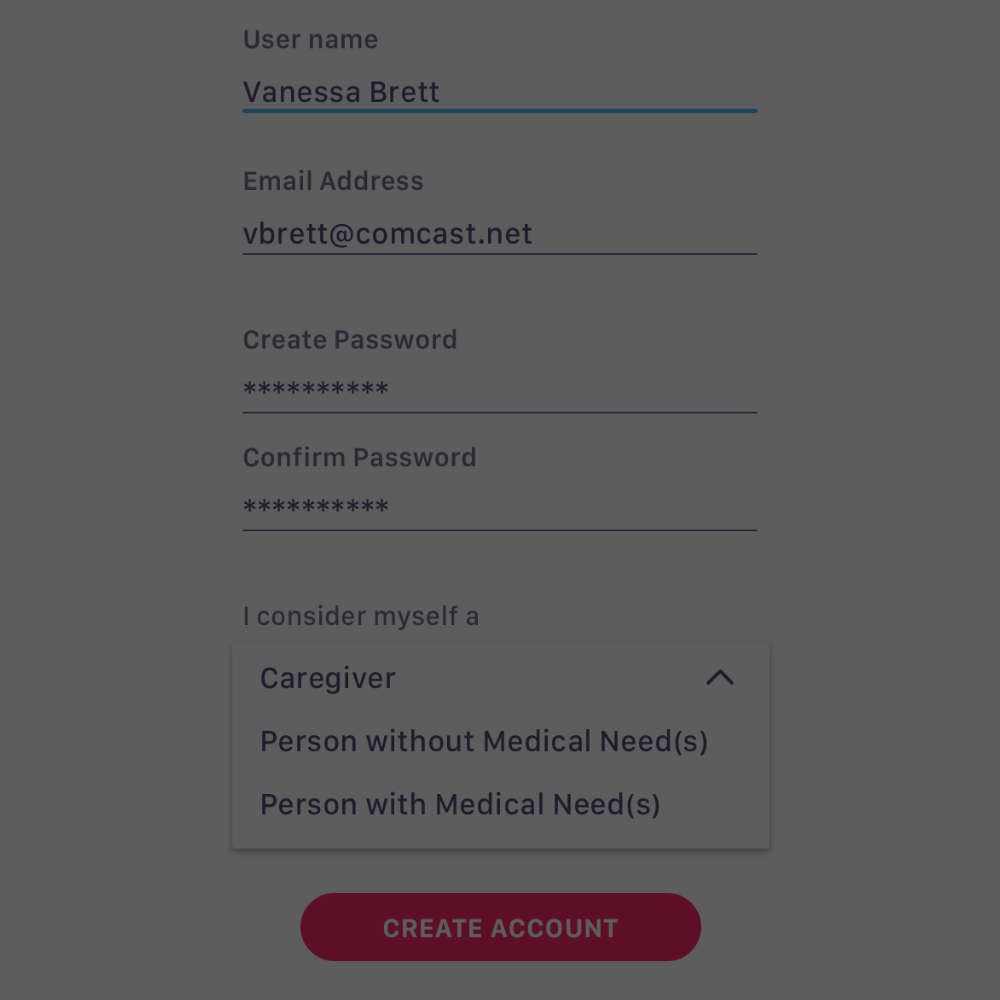 User name
Vanessa Brett
Email Address
vbrett@comcast.net
Create Password
**********
Confirm Password
**********
I consider myself a
Caregiver
Person without Medical Need(s)
Person with Medical Need(s)
CREATE ACCOUNT